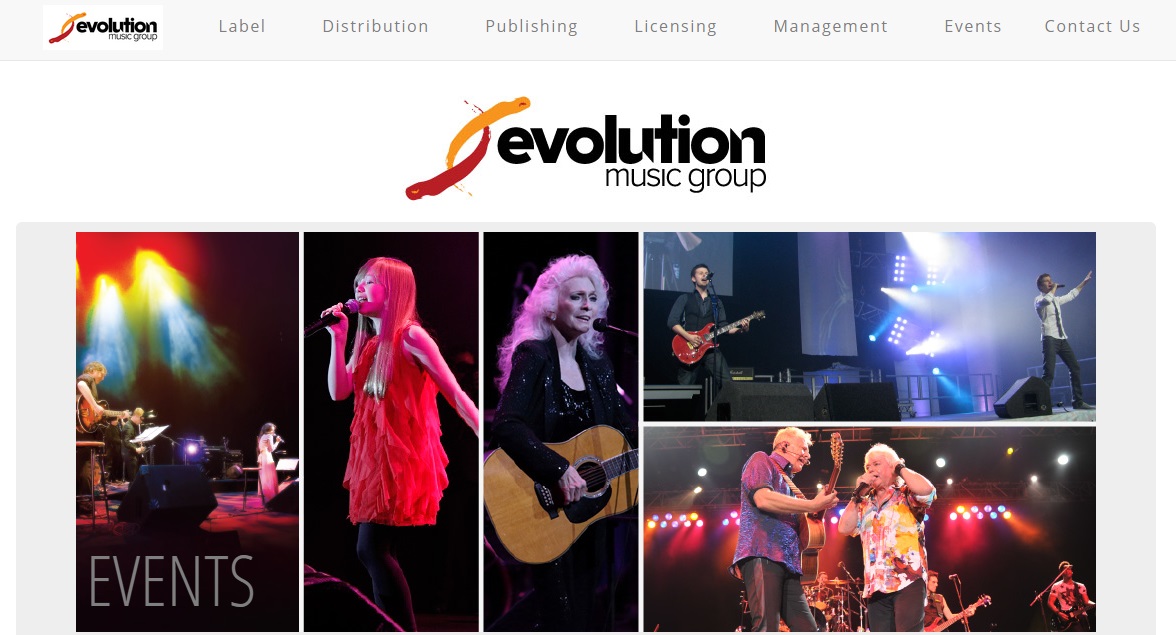 evolution
music group
Label Distribution Publishing Licensing Management Events Contact Us
evolution
music group
EVENTS